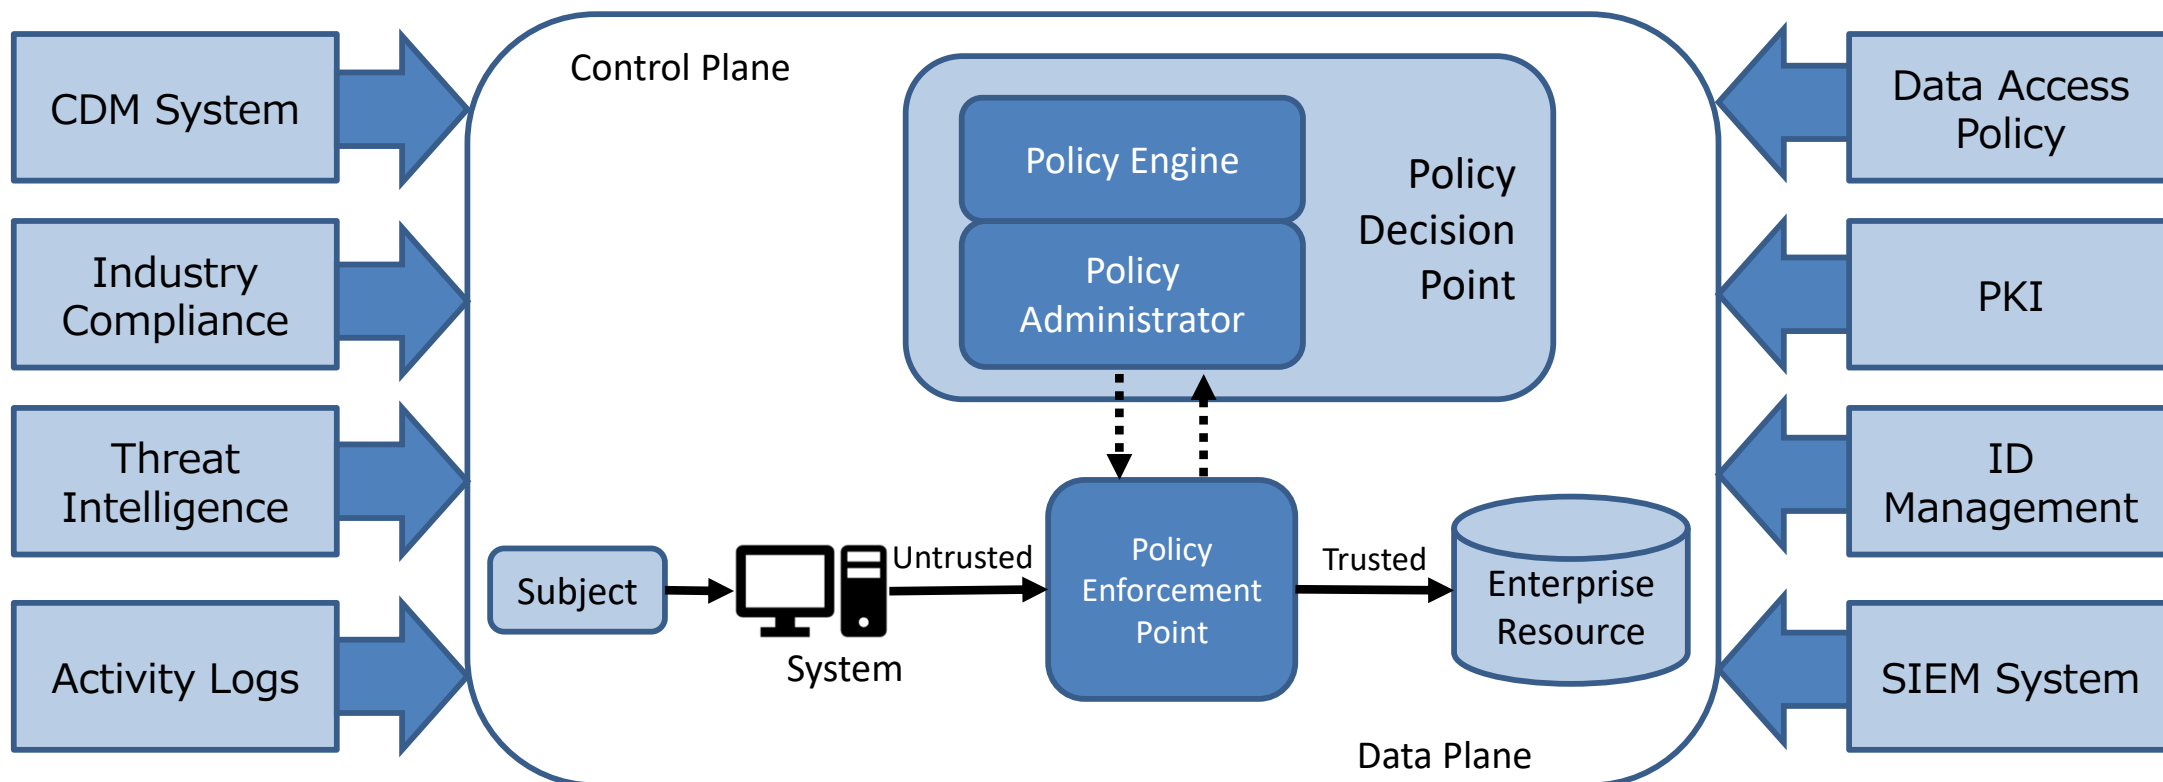 CDM System
Industry
Compliance
Threat
Intelligence
Activity Logs
Control Plane
Policy Engine
Policy
Administrator
Policy
Decision
Point
Subject
System
Untrusted
Policy
Enforcement
Point
Trusted
Enterprise
Resource
Data Plane
Data Access
Policy
PKI
ID
Management
SIEM System